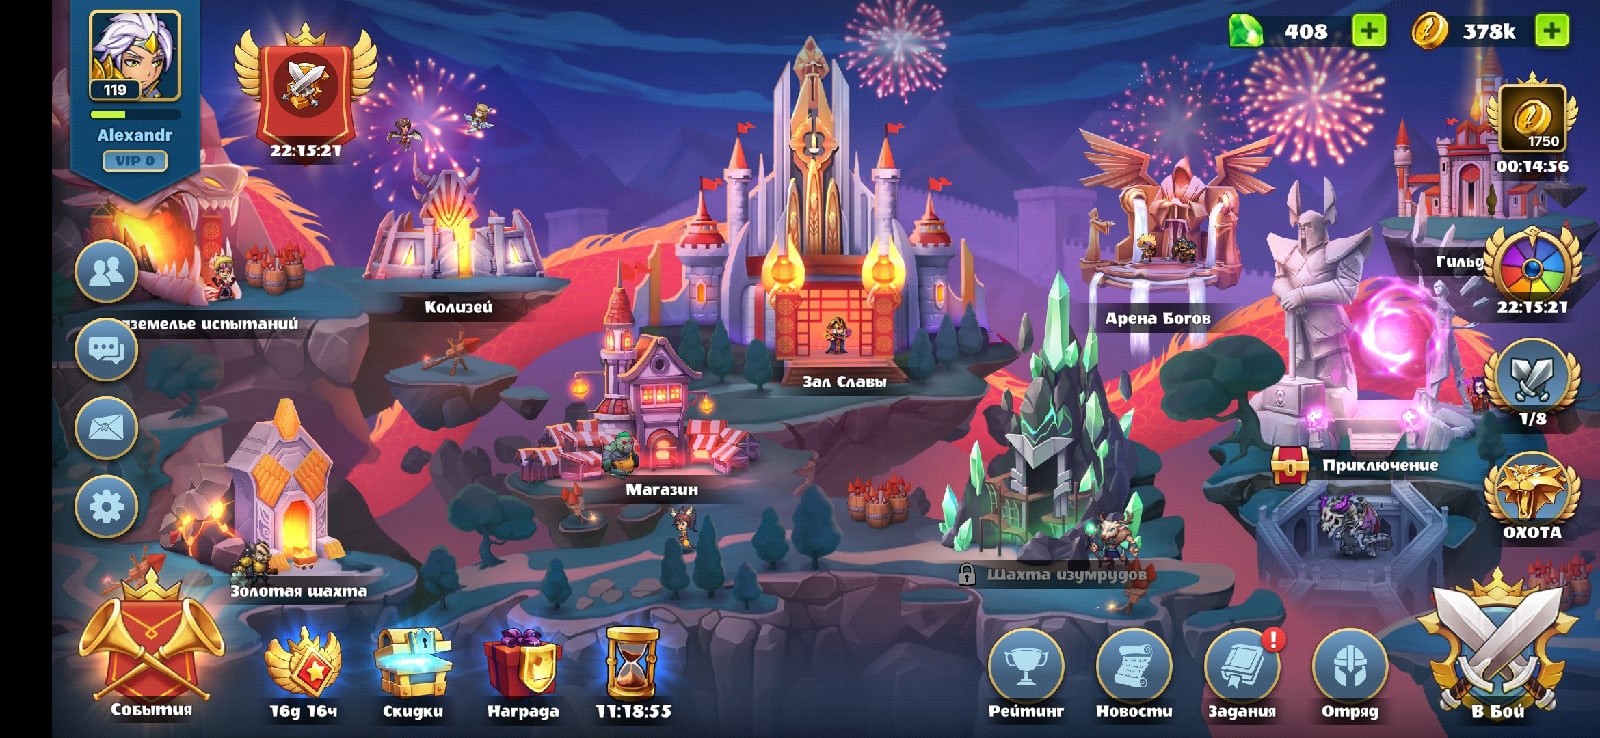 408
378k
119
Alexandr
VIP 0
22:15:21
1750
00:14:56
Колизей
Гильд
22:15:21
земелье испытаний
Арена Богов
Зал Славы
1/8
Приключение
Магазин
ОХОТА
Шахта изумрудов
Золотая шахта
События
16д 16ч
Скидки
Награда
11:18:55
Рейтинг
Новости
!
Задания
Отряд
В Бой